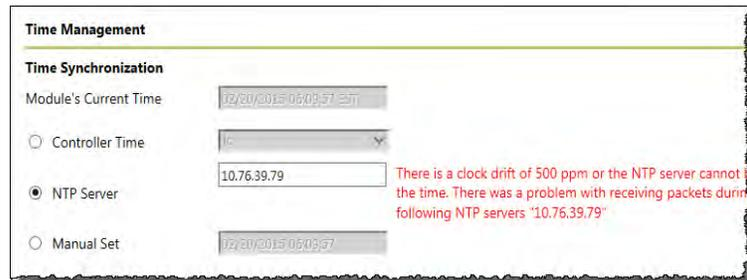 Time Management
Time Synchronization
Module's Current Time 02/20/2015 06:09:57 EST
Controller Time
NTP Server 10.76.39.79
There is a clock drift of 500 ppm or the NTP server cannot
the time. There was a problem with receiving packets durin
following NTP servers "10.76.39.79"
Manual Set 02/20/2015 06:09:57